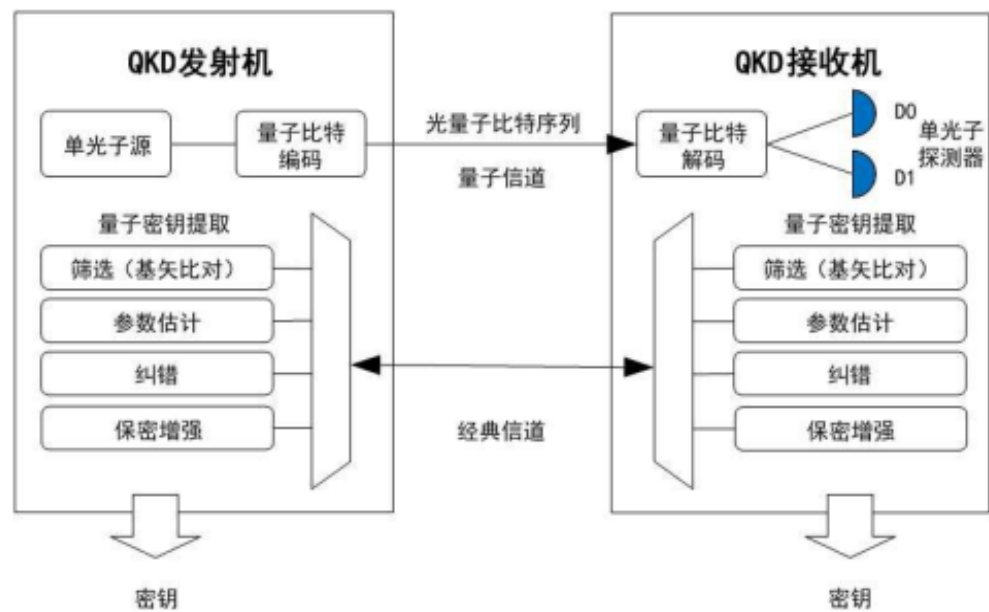 QKD发射机
单光子源
量子比特
编码
量子密钥提取
筛选（基矢比对）
参数估计
纠错
保密增强
密钥
光量子比特序列
量子信道
经典信道
QKD接收机
量子比特
解码
D0
单光子
探测器
D1
量子密钥提取
筛选（基矢比对）
参数估计
纠错
保密增强
密钥